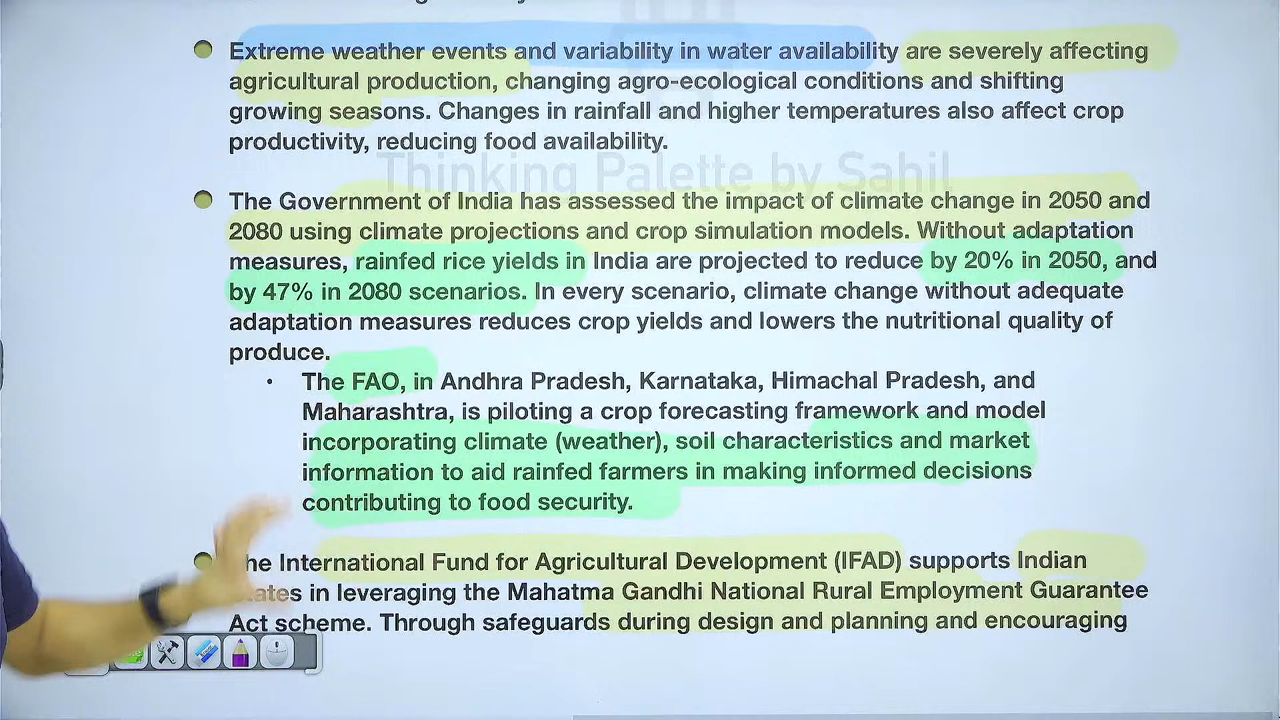 Extreme weather events and variability in water availability are severely affecting
agricultural production, changing agro-ecological conditions and shifting
growing seasons. Changes in rainfall and higher temperatures also affect crop
productivity, reducing food availability.
Thinking Palette by Sahil
The Government of India has assessed the impact of climate change in 2050 and
2080 using climate projections and crop simulation models. Without adaptation
measures, rainfed rice yields in India are projected to reduce by 20% in 2050, and
by 47% in 2080 scenarios. In every scenario, climate change without adequate
adaptation measures reduces crop yields and lowers the nutritional quality of
produce.
• The FAO, in Andhra Pradesh, Karnataka, Himachal Pradesh, and
Maharashtra, is piloting a crop forecasting framework and model
incorporating climate (weather), soil characteristics and market
information to aid rainfed farmers in making informed decisions
contributing to food security.
he International Fund for Agricultural Development (IFAD) supports Indian
ates in leveraging the Mahatma Gandhi National Rural Employment Guarantee
Act scheme. Through safeguards during design and planning and encouraging